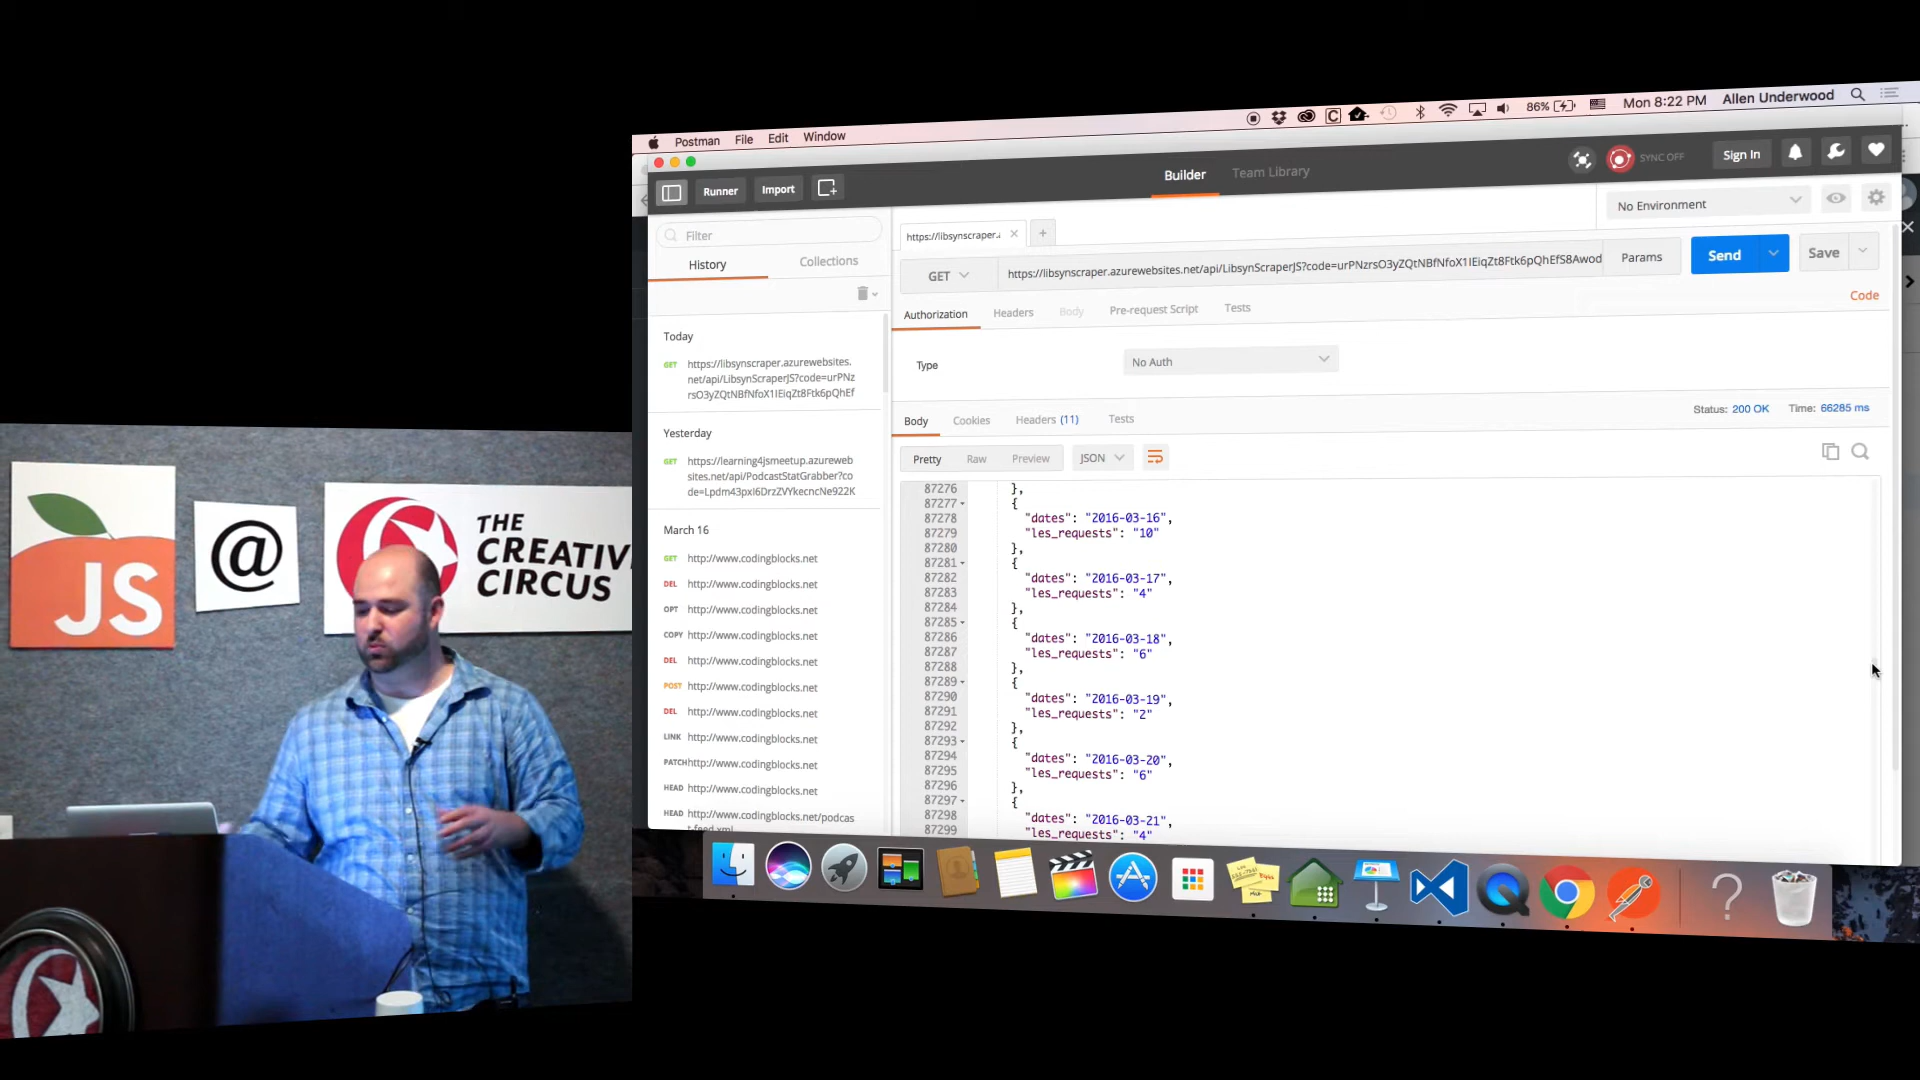 JS
@
THE
CREATIV
CIRCUS
Postman File Edit Window
86% Mon 8:22 PM Allen Underwood
Runner Import
Builder Team Library
SYNC OFF Sign In
Filter
History Collections
Today
GET https://libsynscraper.azurewebsites.
net/api/LibsynScraperJS?code=urPNz
rsO3yZQtNBfNfoX1IEiqZt8Ftk6pQhEf
Yesterday
GET https://learning4jsmeetup.azureweb
sites.net/api/PodcastStatGrabber?c
ode=Lpdm43pxI6DrzZVYkecncNe922K
March 16
GET http://www.codingblocks.net
DEL http://www.codingblocks.net
OPT http://www.codingblocks.net
COPY http://www.codingblocks.net
DEL http://www.codingblocks.net
POST http://www.codingblocks.net
DEL http://www.codingblocks.net
LINK http://www.codingblocks.net
PATCH http://www.codingblocks.net
HEAD http://www.codingblocks.net
HEAD http://www.codingblocks.net/podcas
t-feed.xml
https://libsynscraper.
No Environment
GET https://libsynscraper.azurewebsites.net/api/LibsynScraperJS?code=urPNzrsO3yZQtNBfNfoX1IEiqZt8Ftk6pQhEfS8Awod Params Send Save
Code
Authorization Headers Body Pre-request Script Tests
Type No Auth
Body Cookies Headers (11) Tests
Status: 200 OK Time: 66285 ms
Pretty Raw Preview JSON
87276 },
87277 {
87278 "dates": "2016-03-16",
87279 "les_requests": "10"
87280 },
87281 {
87282 "dates": "2016-03-17",
87283 "les_requests": "4"
87284 },
87285 {
87286 "dates": "2016-03-18",
87287 "les_requests": "6"
87288 },
87289 {
87290 "dates": "2016-03-19",
87291 "les_requests": "2"
87292 },
87293 {
87294 "dates": "2016-03-20",
87295 "les_requests": "6"
87296 },
87297 {
87298 "dates": "2016-03-21",
87299 "les_requests": "4"